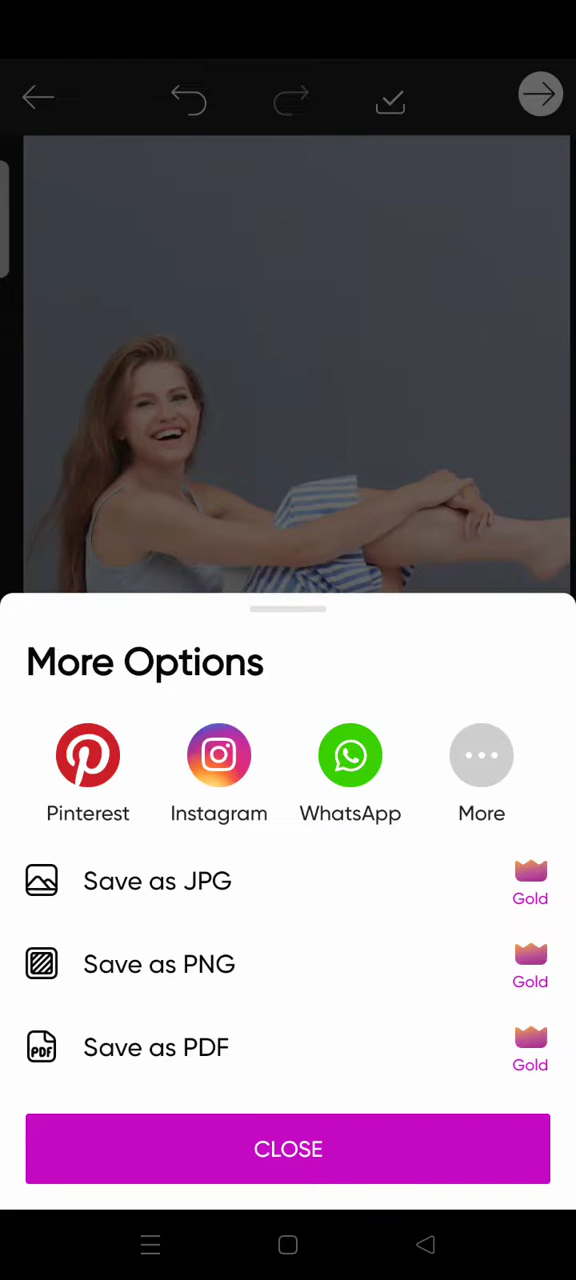 More Options
Pinterest
Instagram
WhatsApp
More
Save as JPG
Gold
Save as PNG
Gold
PDF
Save as PDF
Gold
CLOSE